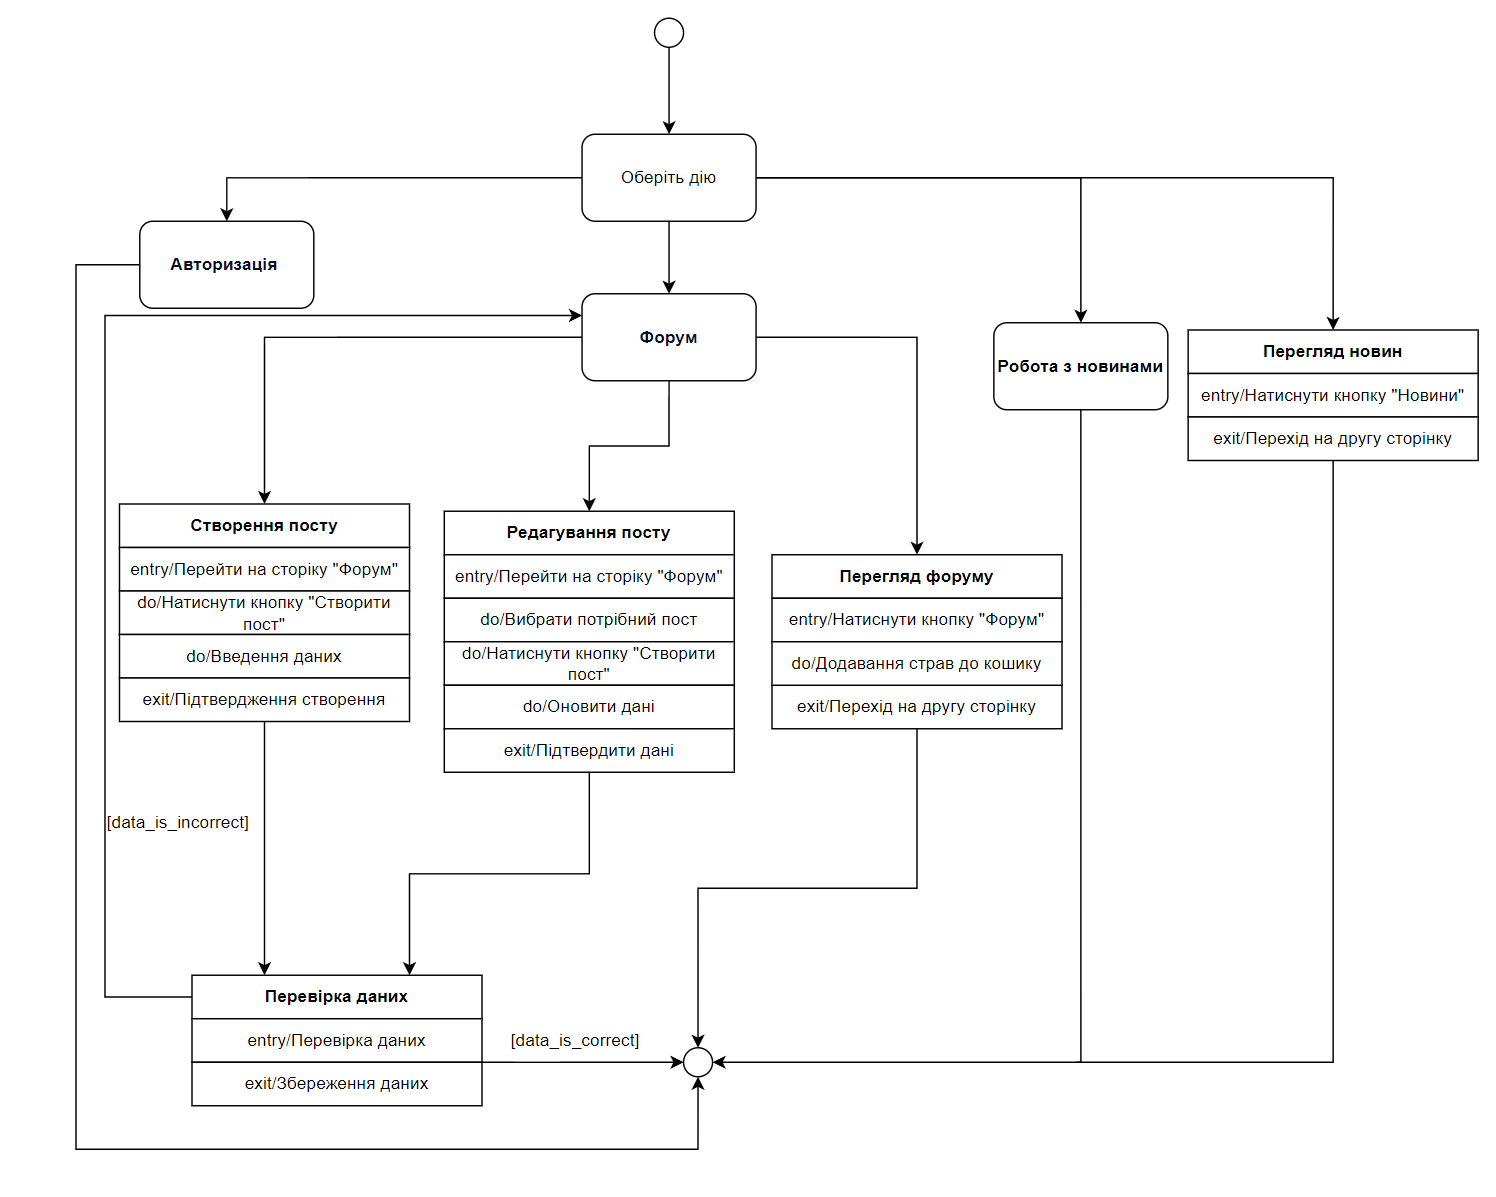 Оберіть дію
Авторизація
Форум
Робота з новинами
Перегляд новин
entry/Натиснути кнопку "Новини"
exit/Перехід на другу сторінку
Створення посту
entry/Перейти на сторіку "Форум"
do/Натиснути кнопку "Створити
пост"
do/Введення даних
exit/Підтвердження створення
Редагування посту
entry/Перейти на сторіку "Форум"
do/Вибрати потрібний пост
do/Натиснути кнопку "Створити
пост"
do/Оновити дані
exit/Підтвердити дані
Перегляд форуму
entry/Натиснути кнопку "Форум"
do/Додавання страв до кошику
exit/Перехід на другу сторінку
[data_is_incorrect]
Перевірка даних
entry/Перевірка даних
exit/Збереження даних
[data_is_correct]